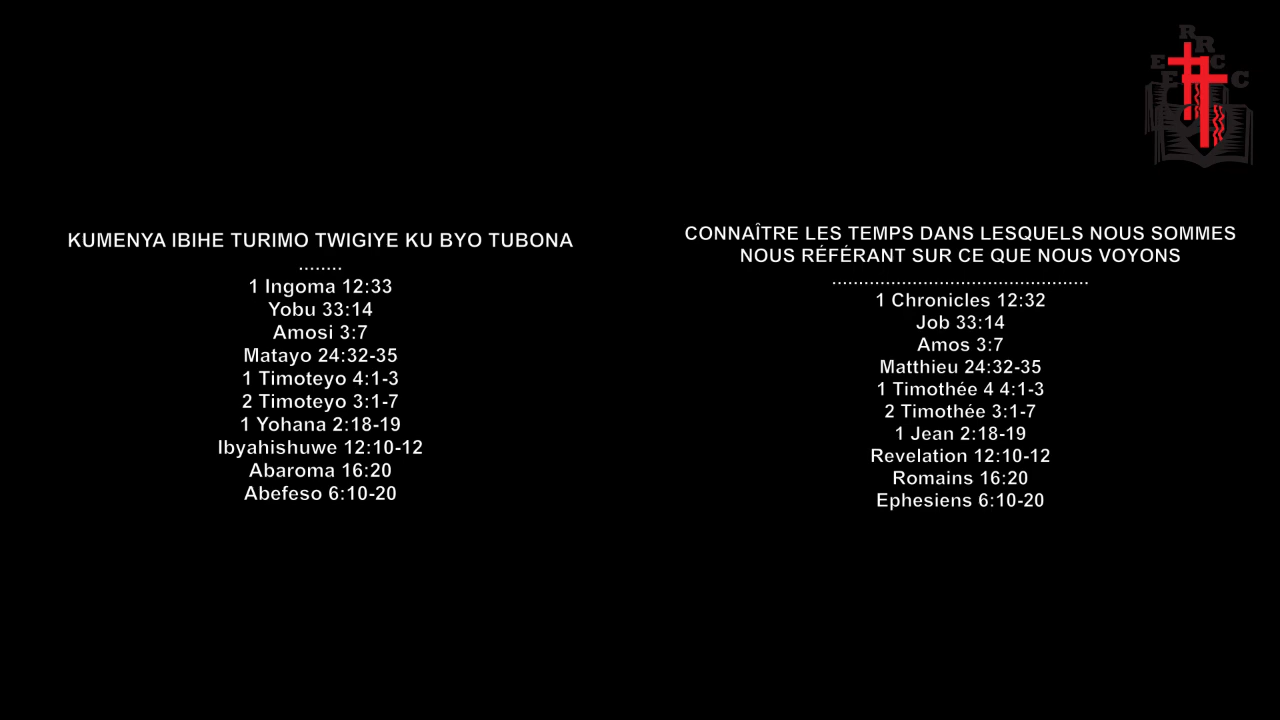 R
R
E C
E C
KUMENYA IBIHE TURIMO TWIGIYE KU BYO TUBONA
........
1 Ingoma 12:33
Yobu 33:14
Amosi 3:7
Matayo 24:32-35
1 Timoteyo 4:1-3
2 Timoteyo 3:1-7
1 Yohana 2:18-19
Ibyahishuwe 12:10-12
Abaroma 16:20
Abefeso 6:10-20
CONNAÎTRE LES TEMPS DANS LESQUELS NOUS SOMMES
NOUS RÉFÉRANT SUR CE QUE NOUS VOYONS
................................................
1 Chronicles 12:32
Job 33:14
Amos 3:7
Matthieu 24:32-35
1 Timothée 4 4:1-3
2 Timothée 3:1-7
1 Jean 2:18-19
Revelation 12:10-12
Romains 16:20
Ephesiens 6:10-20